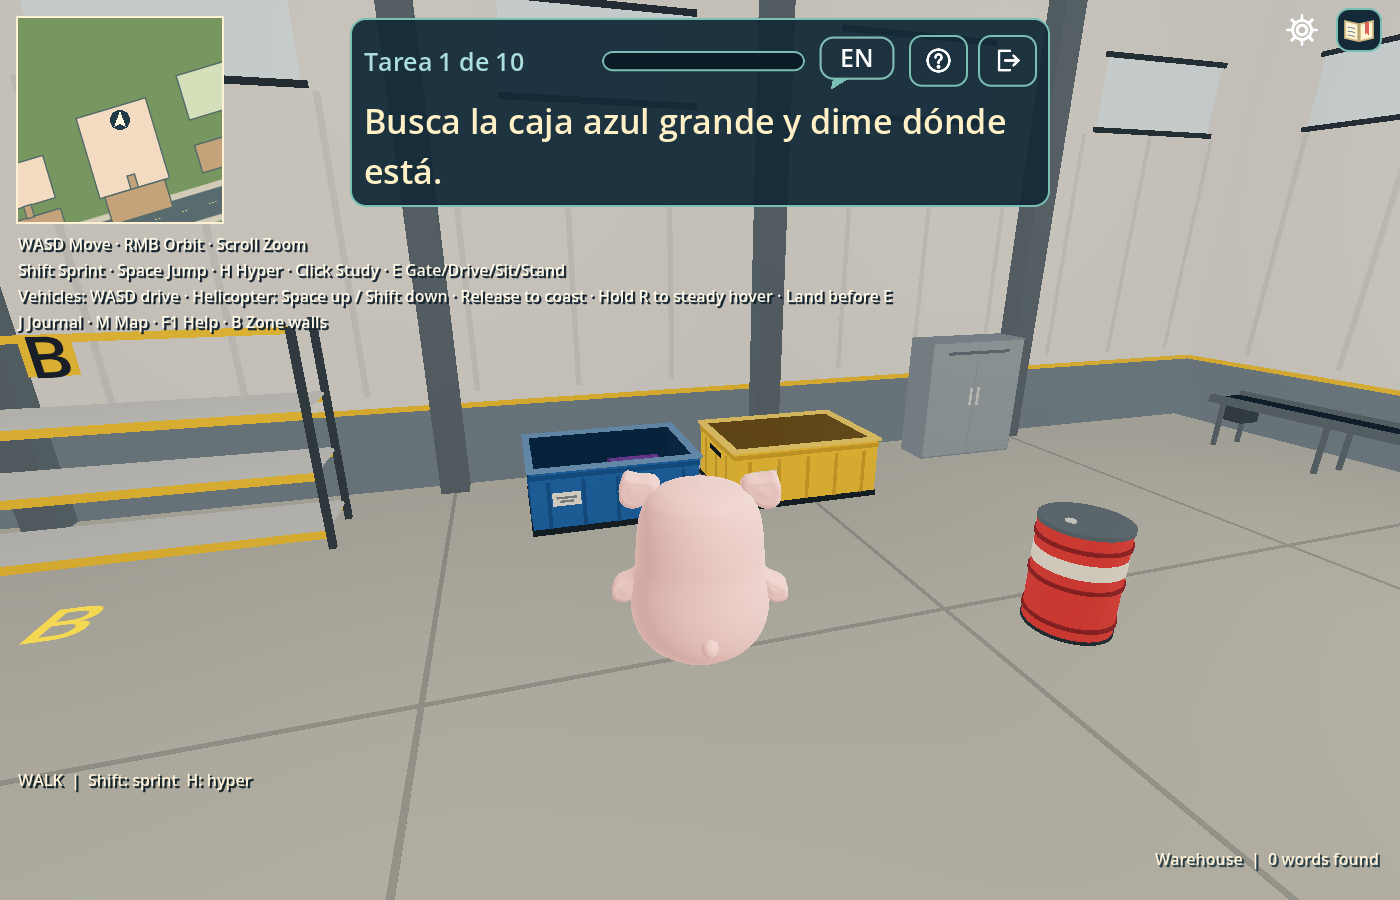 Tarea 1 de 10
EN
Busca la caja azul grande y dime dónde
está.
WASD Move · RMB Orbit · Scroll Zoom
Shift Sprint · Space Jump · H Hyper · Click Study · E Gate/Drive/Sit/Stand
Vehicles: WASD drive · Helicopter: Space up / Shift down · Release to coast · Hold R to steady hover · Land before E
J Journal · M Map · F1 Help · B Zone walls
B
B
WALK | Shift: sprint H: hyper
Warehouse | 0 words found